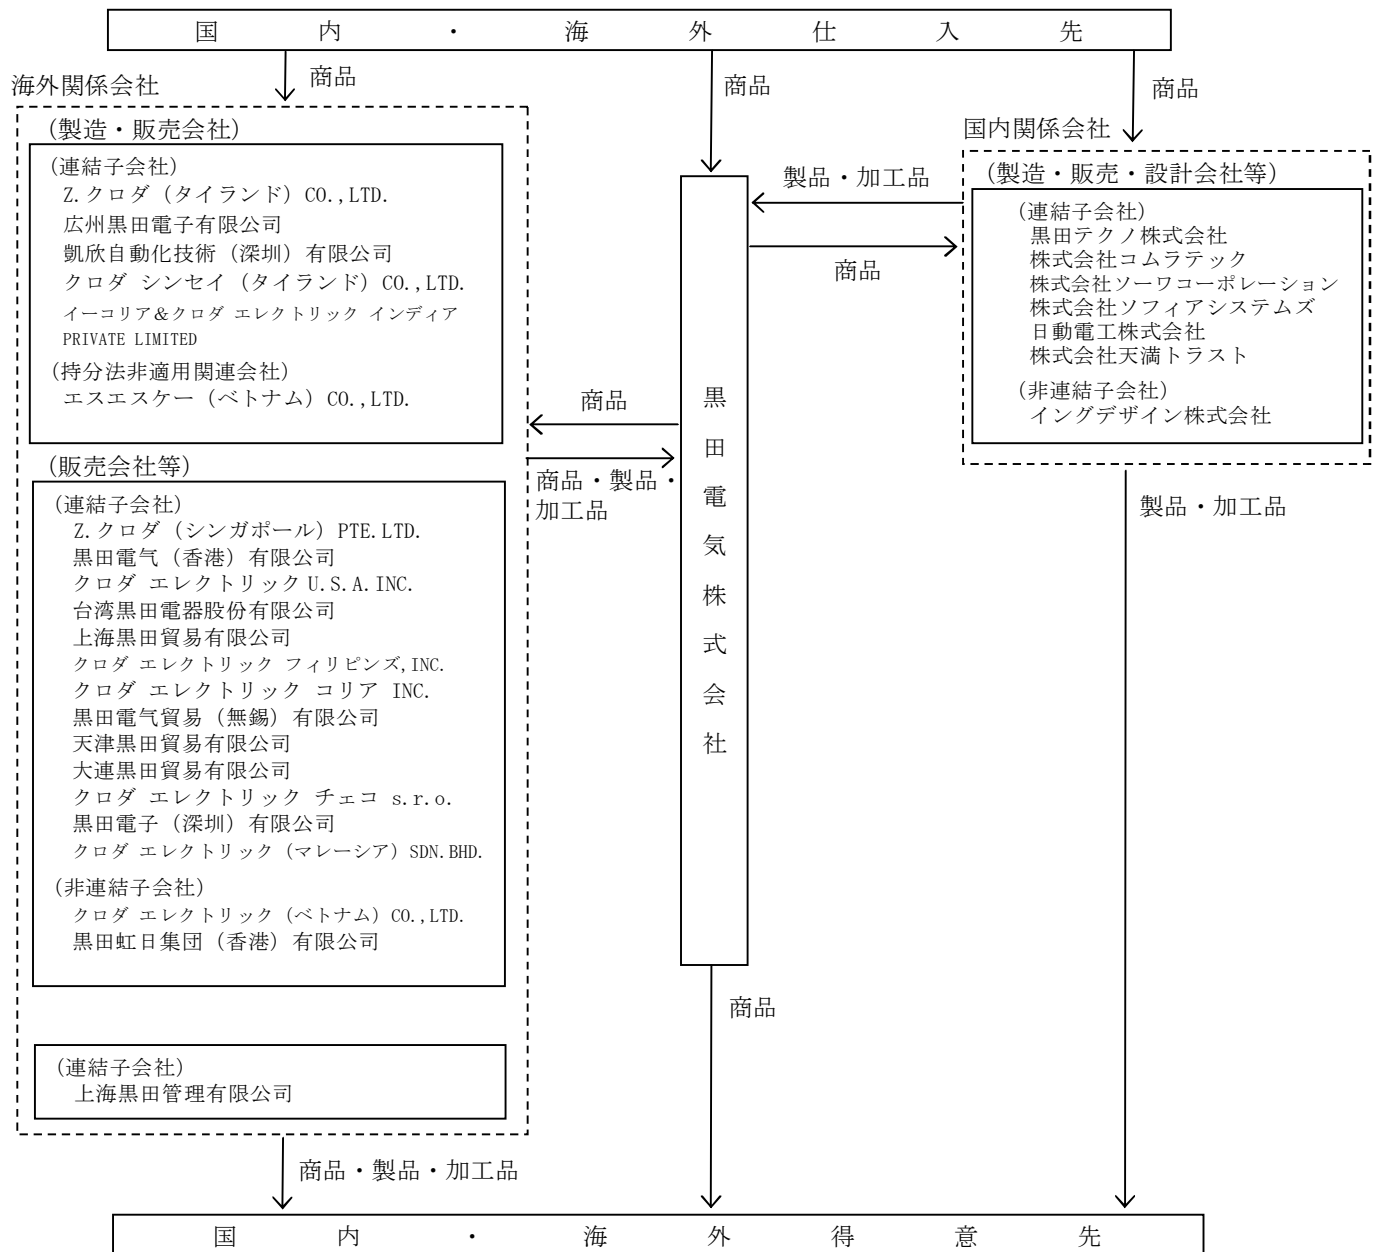 国内・海外仕入先
商品
商品
商品
海外関係会社
(製造・販売会社)
(連結子会社)
Z.クロダ(タイランド)CO.,LTD.
広州黒田電子有限公司
凱欣自動化技術(深圳)有限公司
クロダ シンセイ(タイランド)CO.,LTD.
イーコリア&クロダ エレクトリック インディア
PRIVATE LIMITED
(持分法非適用関連会社)
エスエスケー(ベトナム)CO.,LTD.
(販売会社等)
(連結子会社)
Z.クロダ(シンガポール)PTE.LTD.
黒田電气(香港)有限公司
クロダ エレクトリック U.S.A.INC.
台湾黒田電器股份有限公司
上海黒田貿易有限公司
クロダ エレクトリック フィリピンズ,INC.
クロダ エレクトリック コリア INC.
黒田電气貿易(無錫)有限公司
天津黒田貿易有限公司
大連黒田貿易有限公司
クロダ エレクトリック チェコ s.r.o.
黒田電子(深圳)有限公司
クロダ エレクトリック(マレーシア)SDN.BHD.
(非連結子会社)
クロダ エレクトリック(ベトナム)CO.,LTD.
黒田虹日集団(香港)有限公司
(連結子会社)
上海黒田管理有限公司
商品
商品・製品・
加工品
黒田電気株式会社
製品・加工品
商品
国内関係会社
(製造・販売・設計会社等)
(連結子会社)
黒田テクノ株式会社
株式会社コムラテック
株式会社ソーワコーポレーション
株式会社ソフィアシステムズ
日動電工株式会社
株式会社天満トラスト
(非連結子会社)
イングデザイン株式会社
製品・加工品
商品
商品・製品・加工品
国内・海外得意先